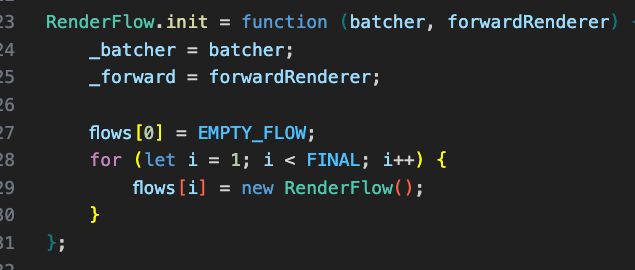 23 RenderFlow.init = function (batcher, forwardRenderer) {
24     _batcher = batcher;
25     _forward = forwardRenderer;
26
27     flows[0] = EMPTY_FLOW;
28     for (let i = 1; i < FINAL; i++) {
29         flows[i] = new RenderFlow();
30     }
31 };